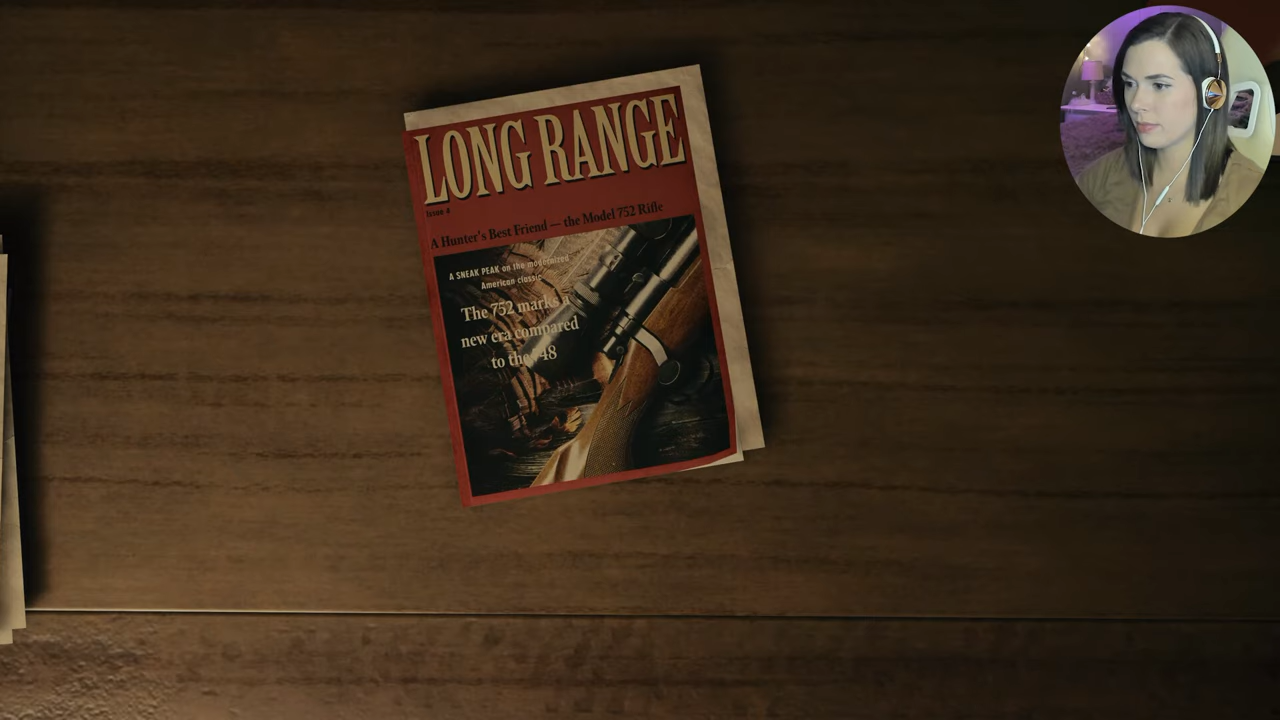 LONG RANGE
Issue 4
A Hunter's Best Friend — the Model 752 Rifle
A SNEAK PEAK on the modernized
American classic
The 752 marks a
new era compared
to the 48